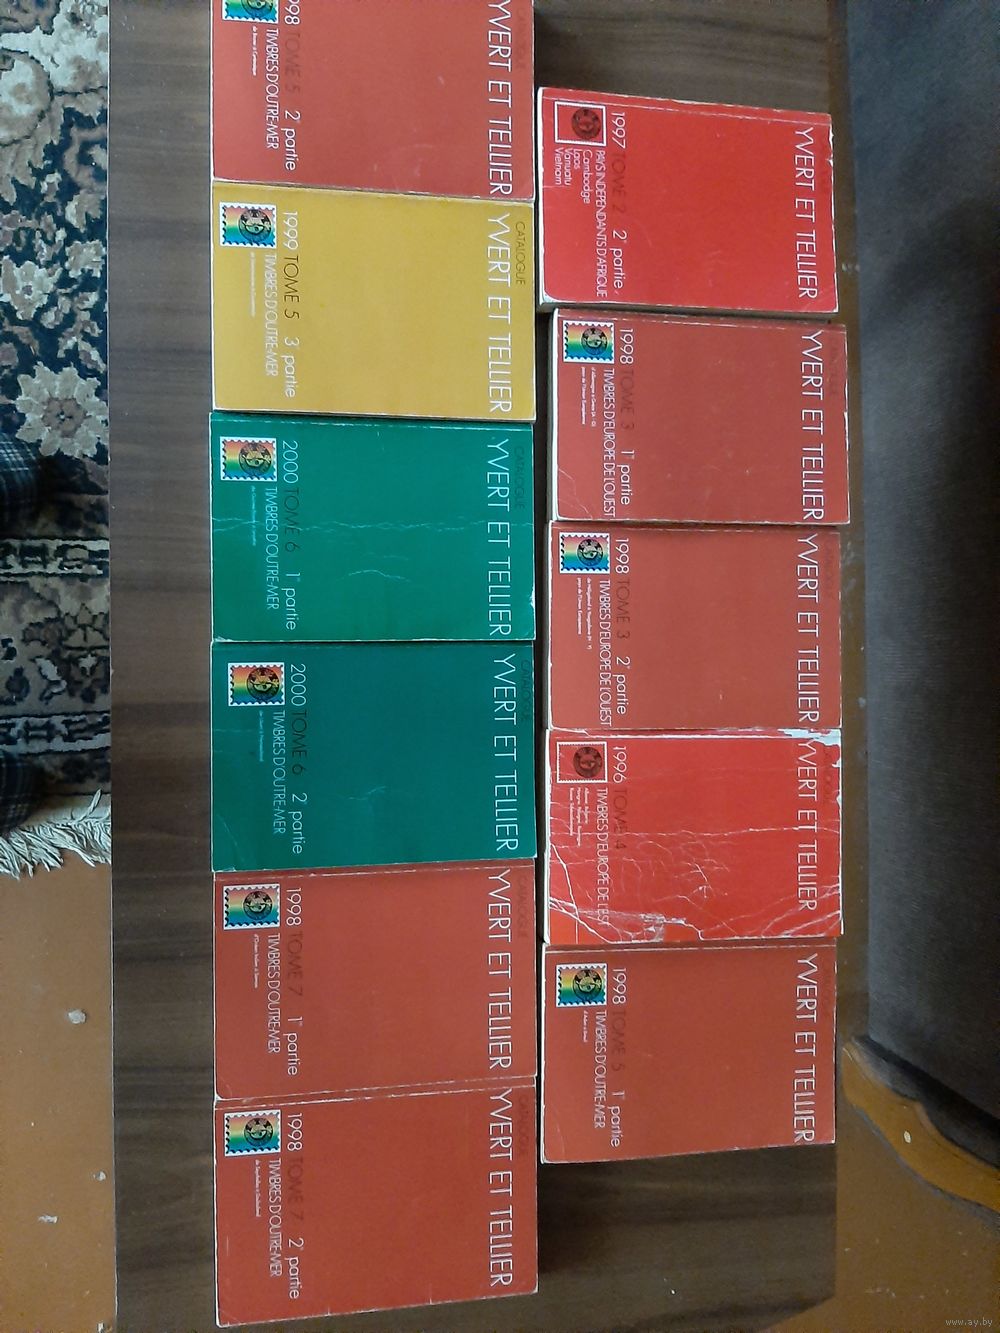 YVERT ET TELLIER
1997 TOME 2 2e partie
PAYS INDEPENDANTS D'AFRIQUE
Cambodge
Laos
Vanuatu
Vietnam
YVERT ET TELLIER
1998 TOME 3 1re partie
TIMBRES D'EUROPE DE L'OUEST
YVERT ET TELLIER
1998 TOME 3 2e partie
TIMBRES D'EUROPE DE L'OUEST
YVERT ET TELLIER
1996 TOME 4
TIMBRES D'EUROPE DE L'EST
YVERT ET TELLIER
1998 TOME 5 1re partie
TIMBRES D'OUTRE-MER
CATALOGUE
YVERT ET TELLIER
98 TOME 5 2e partie
TIMBRES D'OUTRE-MER
CATALOGUE
YVERT ET TELLIER
1999 TOME 5 3 partie
TIMBRES D'OUTRE-MER
CATALOGUE
YVERT ET TELLIER
2000 TOME 6 1re partie
TIMBRES D'OUTRE-MER
CATALOGUE
YVERT ET TELLIER
2000 TOME 6 2e partie
TIMBRES D'OUTRE-MER
CATALOGUE
YVERT ET TELLIER
1998 TOME 7 1re partie
TIMBRES D'OUTRE-MER
CATALOGUE
YVERT ET TELLIER
1998 TOME 7 2e partie
TIMBRES D'OUTRE-MER
www.ay.by